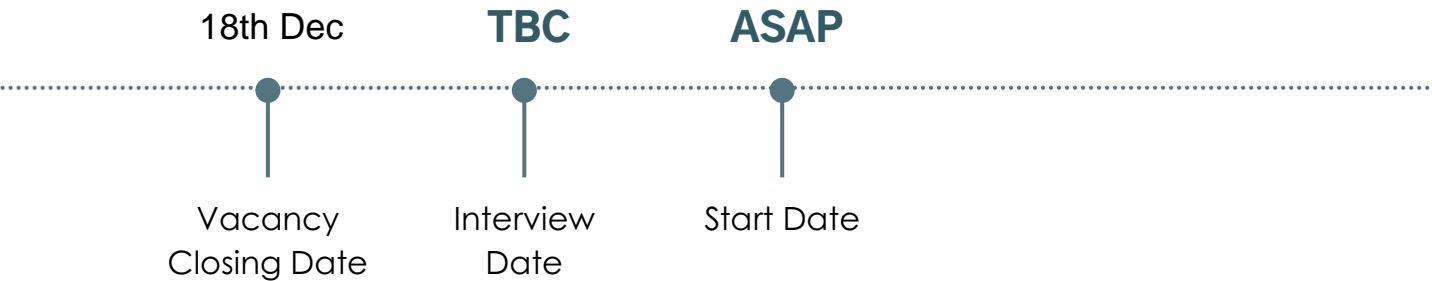 18th Dec
TBC
ASAP
Vacancy
Closing Date
Interview
Date
Start Date